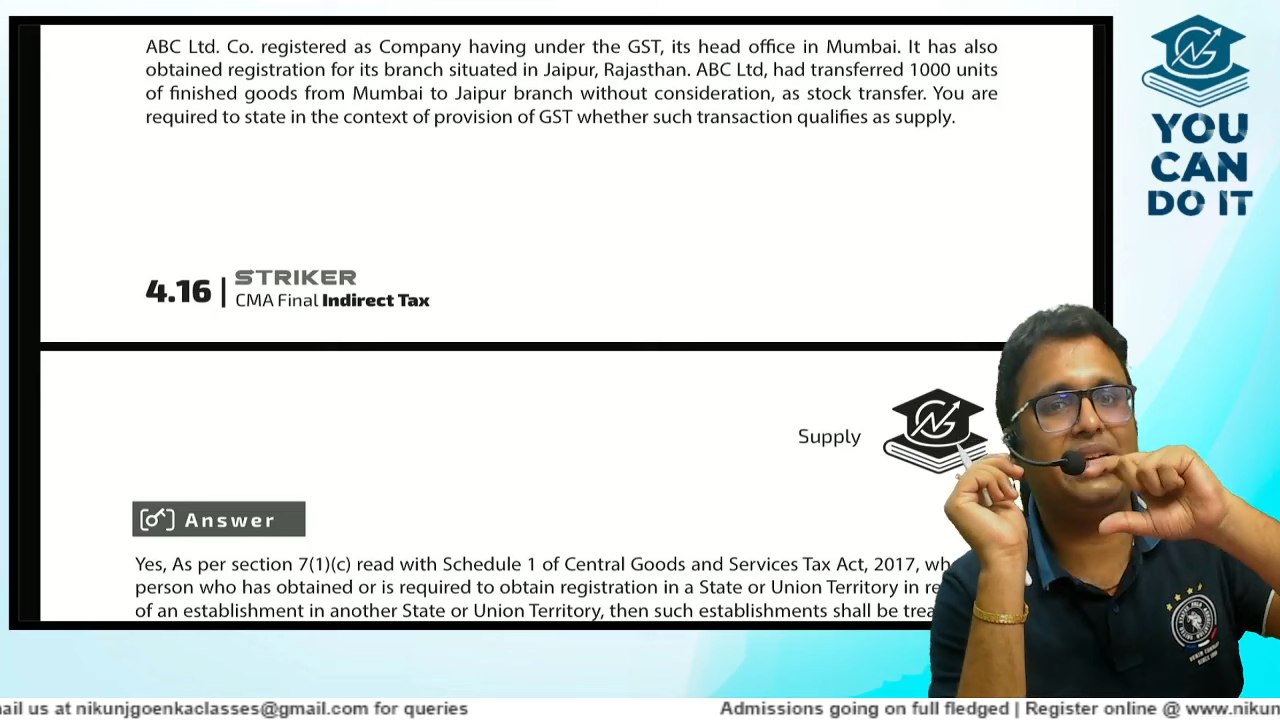 ABC Ltd. Co. registered as Company having under the GST, its head office in Mumbai. It has also
obtained registration for its branch situated in Jaipur, Rajasthan. ABC Ltd, had transferred 1000 units
of finished goods from Mumbai to Jaipur branch without consideration, as stock transfer. You are
required to state in the context of provision of GST whether such transaction qualifies as supply.
YOU
CAN
DO IT
4.16 | STRIKER
CMA Final Indirect Tax
Supply
Answer
Yes, As per section 7(1)(c) read with Schedule 1 of Central Goods and Services Tax Act, 2017,
person who has obtained or is required to obtain registration in a State or Union Territory in
of an establishment in another State or Union Territory, then such establishments shall be
us at nikunjgoenkaclasses@gmail.com for queries
Admissions going on full fledged | Register online @